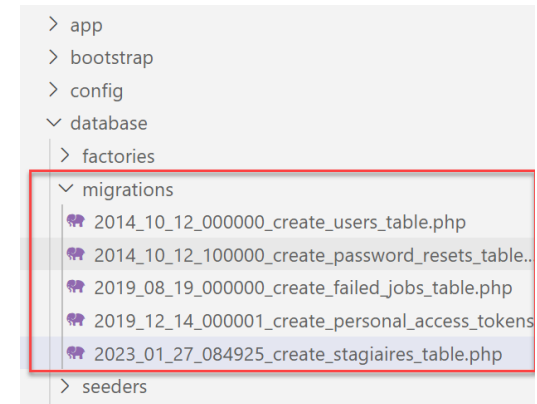 app
bootstrap
config
database
factories
migrations
2014_10_12_000000_create_users_table.php
2014_10_12_100000_create_password_resets_table...
2019_08_19_000000_create_failed_jobs_table.php
2019_12_14_000001_create_personal_access_tokens
2023_01_27_084925_create_stagiaires_table.php
seeders